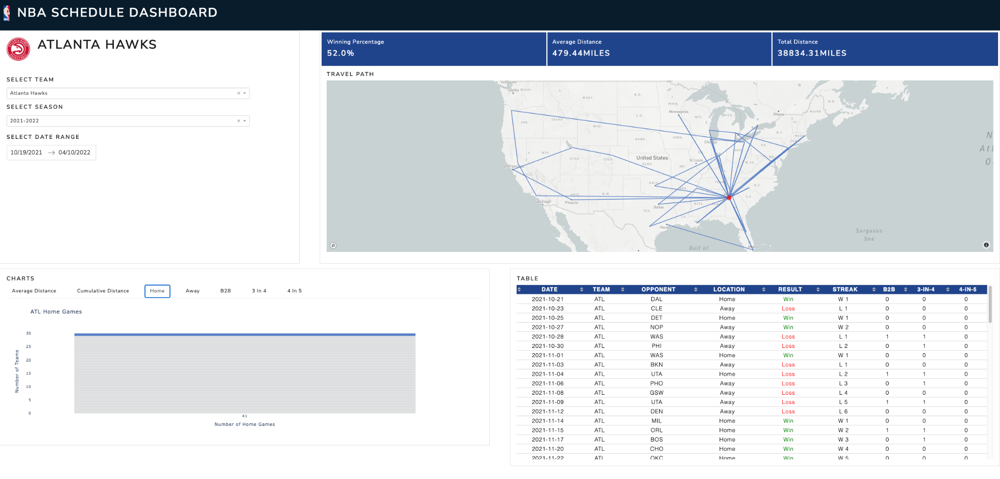 NBA SCHEDULE DASHBOARD
ATLANTA HAWKS
SELECT TEAM
Atlanta Hawks
SELECT SEASON
2021-2022
SELECT DATE RANGE
10/19/2021 → 04/10/2022
Winning Percentage
52.0%
Average Distance
479.44MILES
Total Distance
38834.31MILES
TRAVEL PATH
Vancouver
Seattle WASH.
MONT.
N.D.
MINN.
Minneapolis
Ottawa
N.B.
MAINE
N.S.
ORE.
IDAHO
WYO.
S.D.
WIS.
MICH.
Toronto
VT.
N.Y.
MASS.
CONN.
NEBR.
IOWA
Chicago
PA.
OHIO
NEV.
UTAH
COLO.
United States
KANS.
St. Louis
MO.
W.VA.
MD.
San Francisco
CALIF.
OKLA.
ARK.
TENN.
N.C.
ARIZ.
N.M.
S.C.
San Diego
Phoenix
Dallas
MISS.
ALA.
TEX.
LA.
Houston
FLA.
Miami
Gulf of
Sargasso
Sea
N
Atl
O
CHARTS
Average Distance Cumulative Distance Home Away B2B 3 In 4 4 In 5
ATL Home Games
30
25
20
15
10
5
0
Number of Teams
41
Number of Home Games
TABLE
DATE TEAM OPPONENT LOCATION RESULT STREAK B2B 3-IN-4 4-IN-5
2021-10-21 ATL DAL Home Win W 1 0 0 0
2021-10-23 ATL CLE Away Loss L 1 0 0 0
2021-10-25 ATL DET Home Win W 1 0 0 0
2021-10-27 ATL NOP Away Win W 2 0 0 0
2021-10-28 ATL WAS Away Loss L 1 1 1 0
2021-10-30 ATL PHI Away Loss L 2 0 1 0
2021-11-01 ATL WAS Home Win W 1 0 0 0
2021-11-03 ATL BKN Away Loss L 1 0 0 0
2021-11-04 ATL UTA Home Loss L 2 1 1 0
2021-11-06 ATL PHO Away Loss L 3 0 1 0
2021-11-08 ATL GSW Away Loss L 4 0 0 0
2021-11-09 ATL UTA Away Loss L 5 1 1 0
2021-11-12 ATL DEN Away Loss L 6 0 0 0
2021-11-14 ATL MIL Home Win W 1 0 0 0
2021-11-15 ATL ORL Home Win W 2 1 1 0
2021-11-17 ATL BOS Home Win W 3 0 1 0
2021-11-20 ATL CHO Home Win W 4 0 0 0
2021-11-22 ATL OKC Home Win W 5 0 0 0